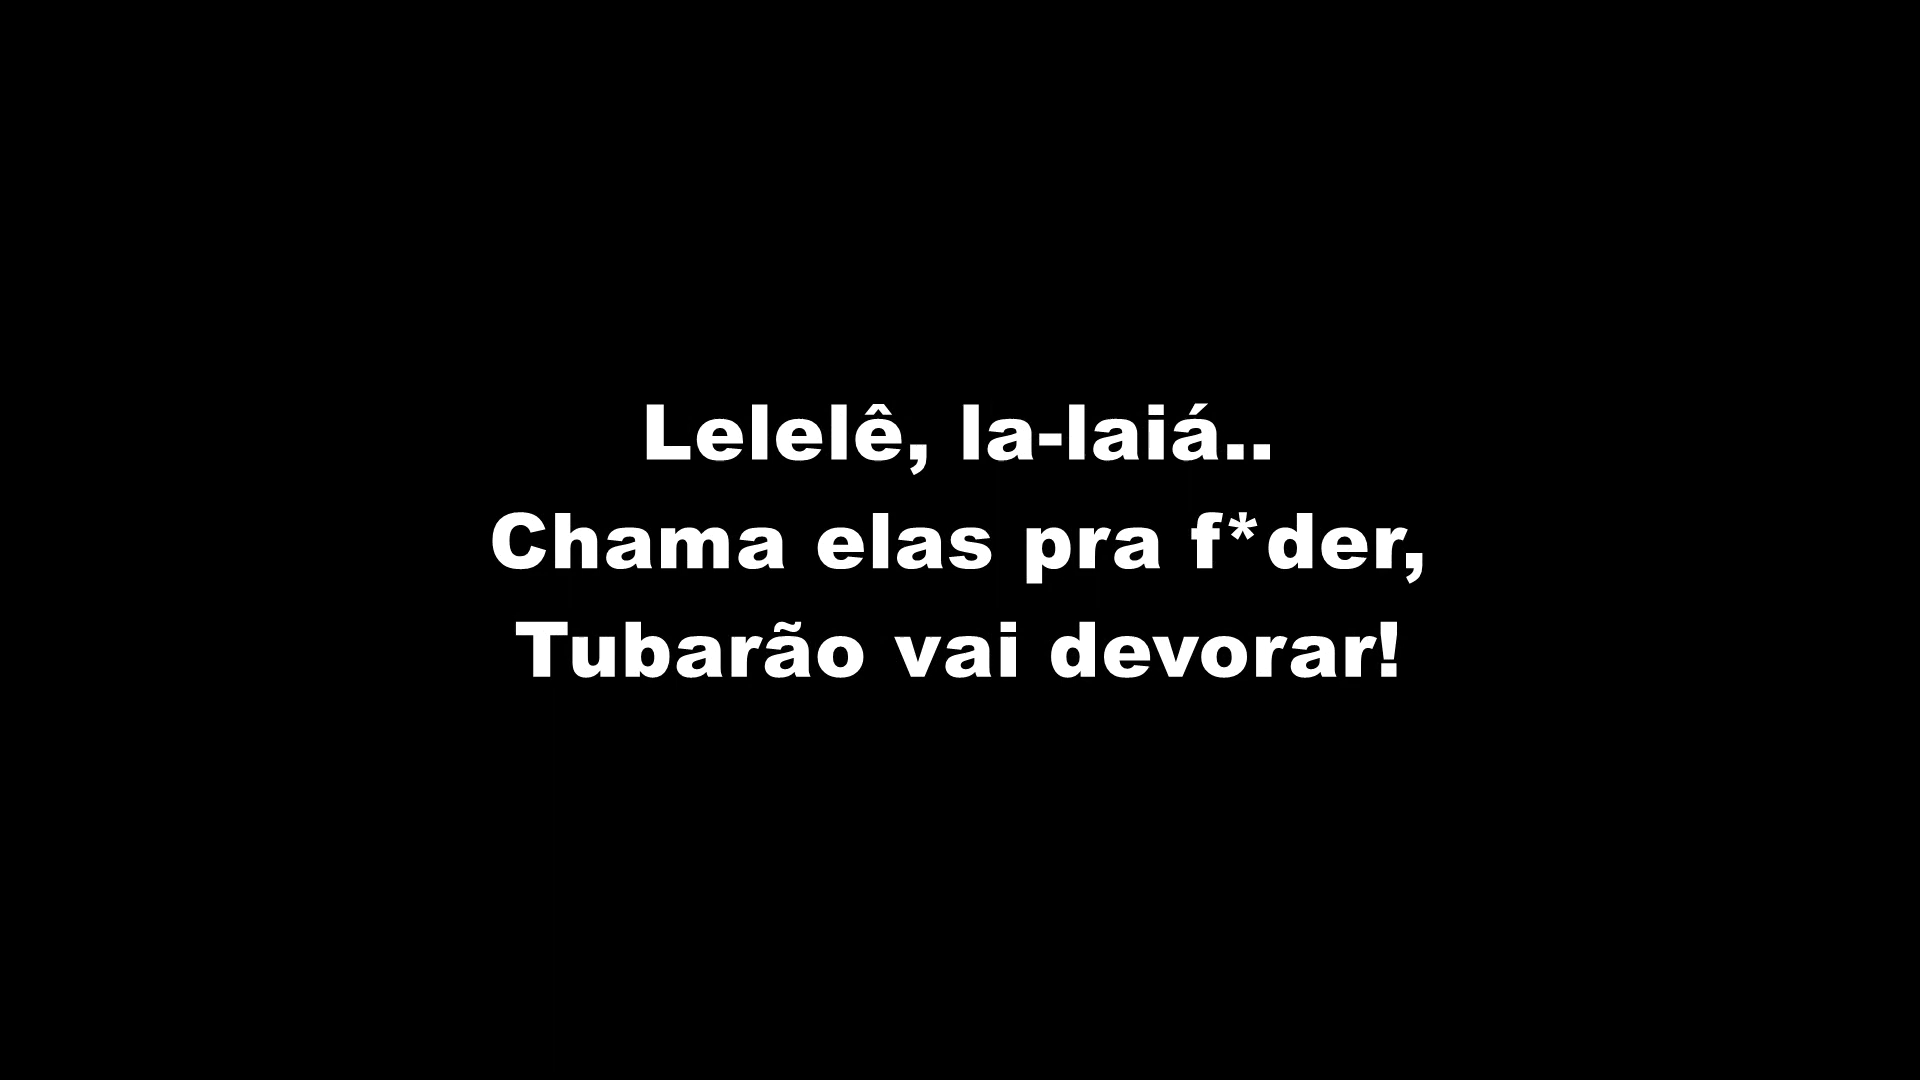 Lelelê, la-laiá..
Chama elas pra f*der,
Tubarão vai devorar!